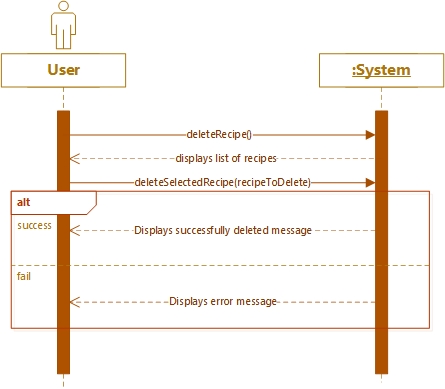 User
:System
deleteRecipe()
displays list of recipes
deleteSelectedRecipe(recipeToDelete)
alt
success
Displays successfully deleted message
fail
Displays error message